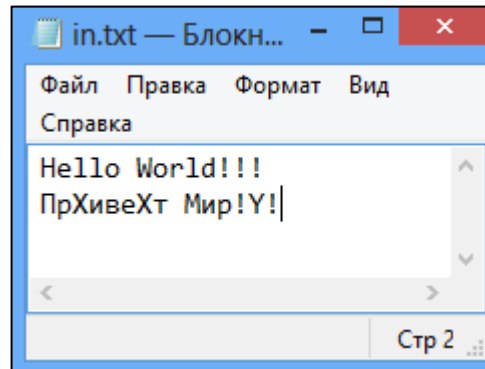 in.txt — Блокн...
Файл Правка Формат Вид
Справка
Hello World!!!
ПрХивеХт Мир!Y!
Стр 2